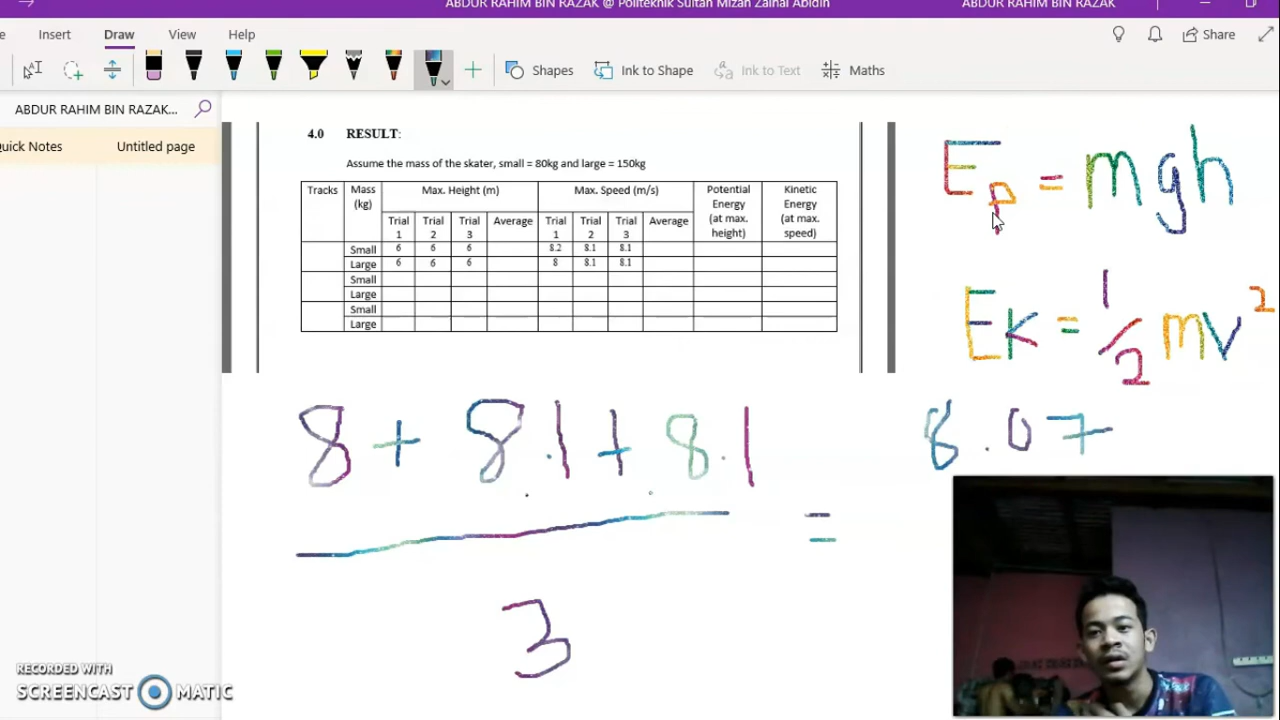 ABDUR RAHIM BIN RAZAK @ Politeknik Sultan Mizan Zainal Abidin
ABDUR RAHIM BIN RAZAK
Insert Draw View Help
Share
Shapes Ink to Shape Ink to Text Maths
ABDUR RAHIM BIN RAZAK...
Quick Notes Untitled page
4.0 RESULT:
Assume the mass of the skater, small = 80kg and large = 150kg
Tracks Mass (kg) Max. Height (m) Max. Speed (m/s) Potential Energy (at max. height) Kinetic Energy (at max. speed)
Trial 1 Trial 2 Trial 3 Average Trial 1 Trial 2 Trial 3 Average
Small 6 6 6 8.2 8.1 8.1
Large 6 6 6 8 8.1 8.1
Small
Large
Small
Large
Ep = mgh
Ek = 1/2 mv²
8 + 8.1 + 8.1
= 8.07
3
RECORDED WITH
SCREENCAST MATIC